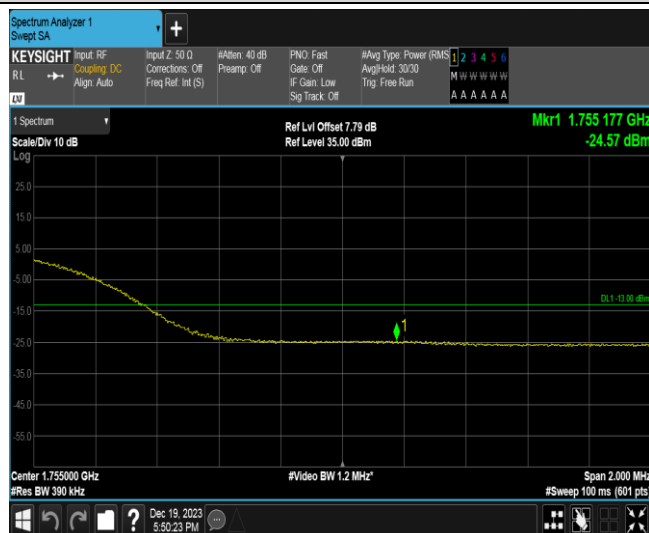 Spectrum Analyzer 1
Swept SA
KEYSIGHT
RL
LXI
Input: RF
Coupling: DC
Align: Auto
Input Z: 50 Ω
Corrections: Off
Freq Ref: Int (S)
#Atten: 40 dB
Preamp: Off
PNO: Fast
Gate: Off
IF Gain: Low
Sig Track: Off
#Avg Type: Power (RMS
Avg|Hold: 30/30
Trig: Free Run
1 2 3 4 5 6
M W W W W W
A A A A A A
1 Spectrum
Scale/Div 10 dB
Ref Lvl Offset 7.79 dB
Ref Level 35.00 dBm
Mkr1 1.755 177 GHz
-24.57 dBm
Log
25.0
15.0
5.00
-5.00
DL1 -13.00 dBm
-15.0
1
-25.0
-35.0
-45.0
-55.0
Center 1.755000 GHz
#Video BW 1.2 MHz*
Span 2.000 MHz
#Res BW 390 kHz
#Sweep 100 ms (601 pts)
?
Dec 19, 2023
5:50:23 PM